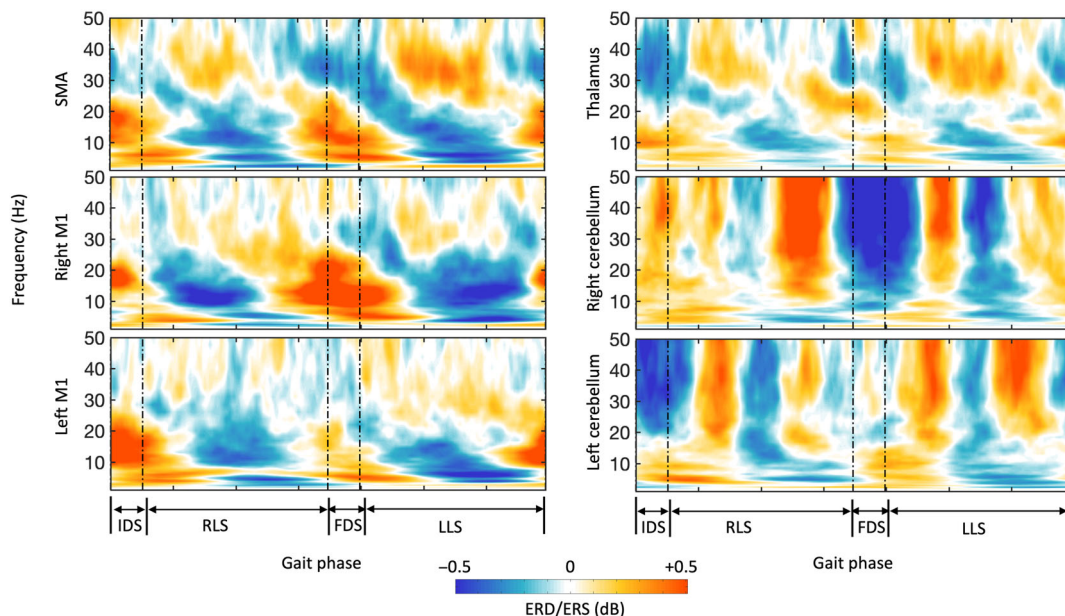 Frequency (Hz)
SMA
50
40
30
20
10
Right M1
50
40
30
20
10
Left M1
50
40
30
20
10
IDS
RLS
FDS
LLS
Gait phase
Thalamus
50
40
30
20
10
Right cerebellum
50
40
30
20
10
Left cerebellum
50
40
30
20
10
IDS
RLS
FDS
LLS
Gait phase
−0.5 0 +0.5
ERD/ERS (dB)